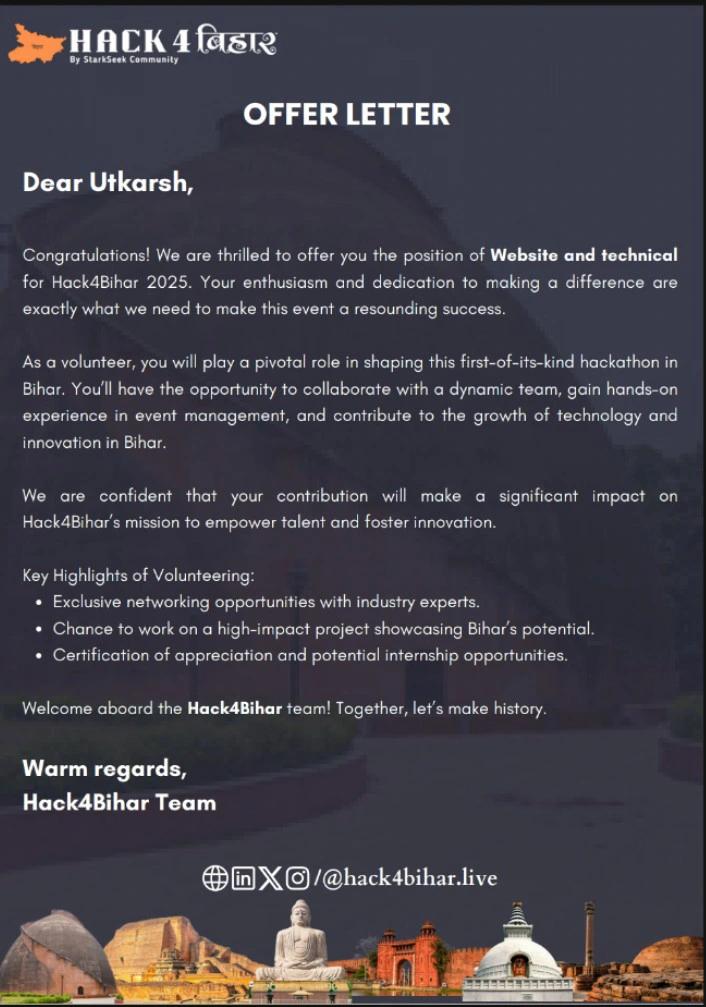 HACK 4 बिहार
By StarkSeek Community
OFFER LETTER
Dear Utkarsh,
Congratulations! We are thrilled to offer you the position of Website and technical
for Hack4Bihar 2025. Your enthusiasm and dedication to making a difference are
exactly what we need to make this event a resounding success.
As a volunteer, you will play a pivotal role in shaping this first-of-its-kind hackathon in
Bihar. You'll have the opportunity to collaborate with a dynamic team, gain hands-on
experience in event management, and contribute to the growth of technology and
innovation in Bihar.
We are confident that your contribution will make a significant impact on
Hack4Bihar's mission to empower talent and foster innovation.
Key Highlights of Volunteering:
• Exclusive networking opportunities with industry experts.
• Chance to work on a high-impact project showcasing Bihar's potential.
• Certification of appreciation and potential internship opportunities.
Welcome aboard the Hack4Bihar team! Together, let's make history.
Warm regards,
Hack4Bihar Team
/@hack4bihar.live